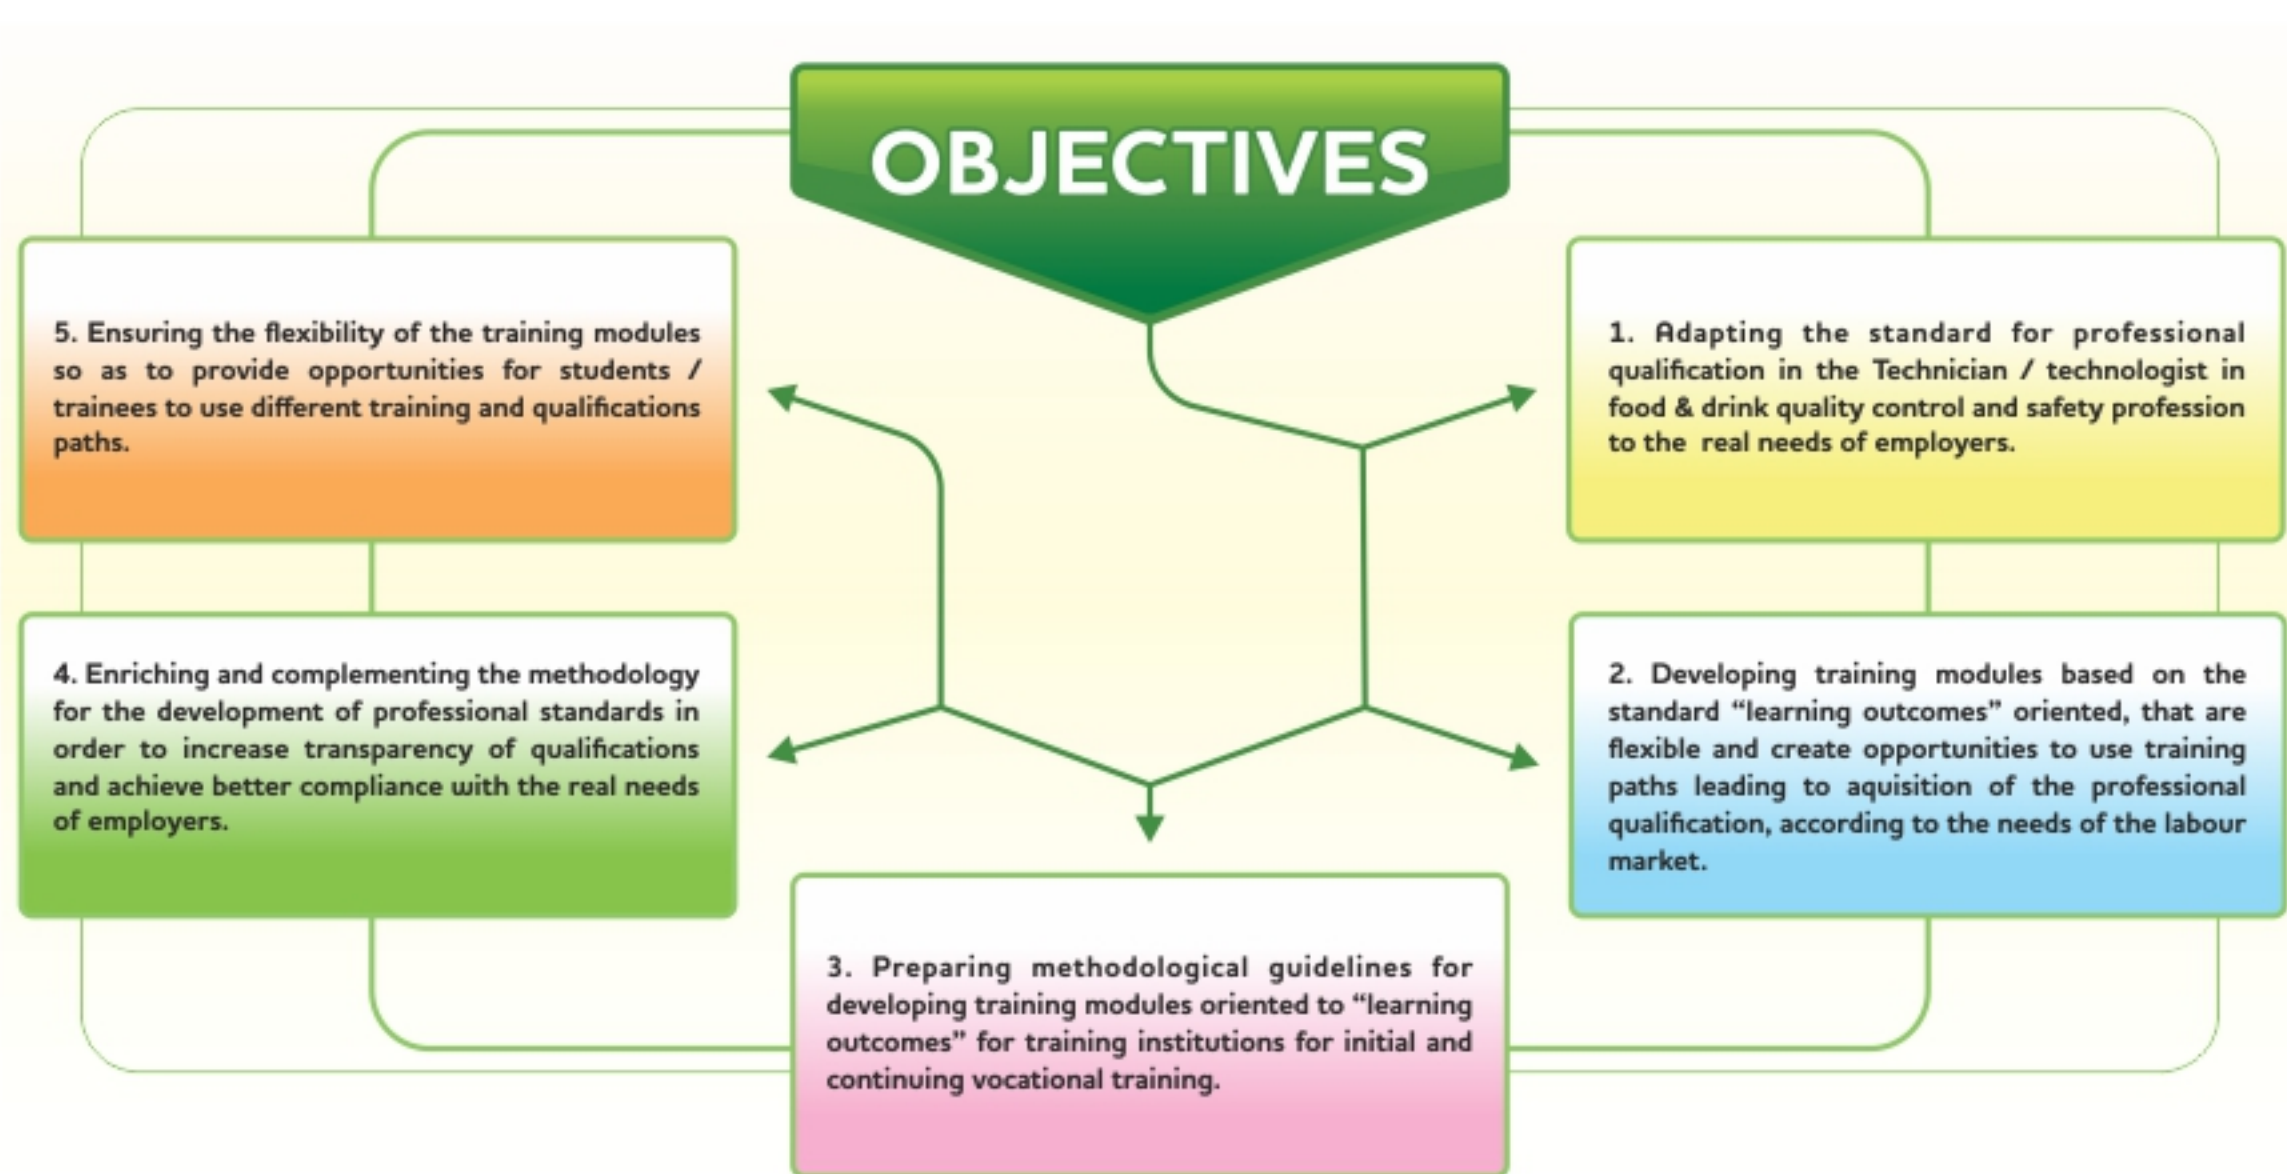 OBJECTIVES
1. Adapting the standard for professional
qualification in the Technician / technologist in
food & drink quality control and safety profession
to the real needs of employers.
2. Developing training modules based on the
standard “learning outcomes” oriented, that are
flexible and create opportunities to use training
paths leading to aquisition of the professional
qualification, according to the needs of the labour
market.
3. Preparing methodological guidelines for
developing training modules oriented to “learning
outcomes” for training institutions for initial and
continuing vocational training.
4. Enriching and complementing the methodology
for the development of professional standards in
order to increase transparency of qualifications
and achieve better compliance with the real needs
of employers.
5. Ensuring the flexibility of the training modules
so as to provide opportunities for students /
trainees to use different training and qualifications
paths.